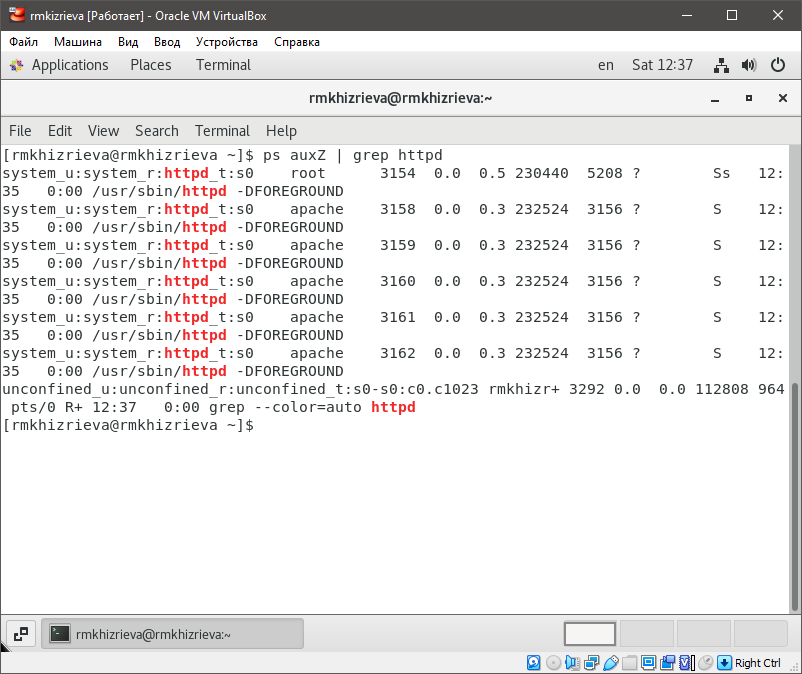 rmkizrieva [Работает] - Oracle VM VirtualBox
Файл Машина Вид Ввод Устройства Справка
Applications Places Terminal en Sat 12:37
rmkhizrieva@rmkhizrieva:~
File Edit View Search Terminal Help
[rmkhizrieva@rmkhizrieva ~]$ ps auxZ | grep httpd
system_u:system_r:httpd_t:s0    root      3154  0.0  0.5 230440  5208 ?        Ss   12:
35   0:00 /usr/sbin/httpd -DFOREGROUND
system_u:system_r:httpd_t:s0    apache    3158  0.0  0.3 232524  3156 ?        S    12:
35   0:00 /usr/sbin/httpd -DFOREGROUND
system_u:system_r:httpd_t:s0    apache    3159  0.0  0.3 232524  3156 ?        S    12:
35   0:00 /usr/sbin/httpd -DFOREGROUND
system_u:system_r:httpd_t:s0    apache    3160  0.0  0.3 232524  3156 ?        S    12:
35   0:00 /usr/sbin/httpd -DFOREGROUND
system_u:system_r:httpd_t:s0    apache    3161  0.0  0.3 232524  3156 ?        S    12:
35   0:00 /usr/sbin/httpd -DFOREGROUND
system_u:system_r:httpd_t:s0    apache    3162  0.0  0.3 232524  3156 ?        S    12:
35   0:00 /usr/sbin/httpd -DFOREGROUND
unconfined_u:unconfined_r:unconfined_t:s0-s0:c0.c1023 rmkhizr+ 3292 0.0  0.0 112808 964
pts/0 R+ 12:37   0:00 grep --color=auto httpd
[rmkhizrieva@rmkhizrieva ~]$
rmkhizrieva@rmkhizrieva:~
Right Ctrl